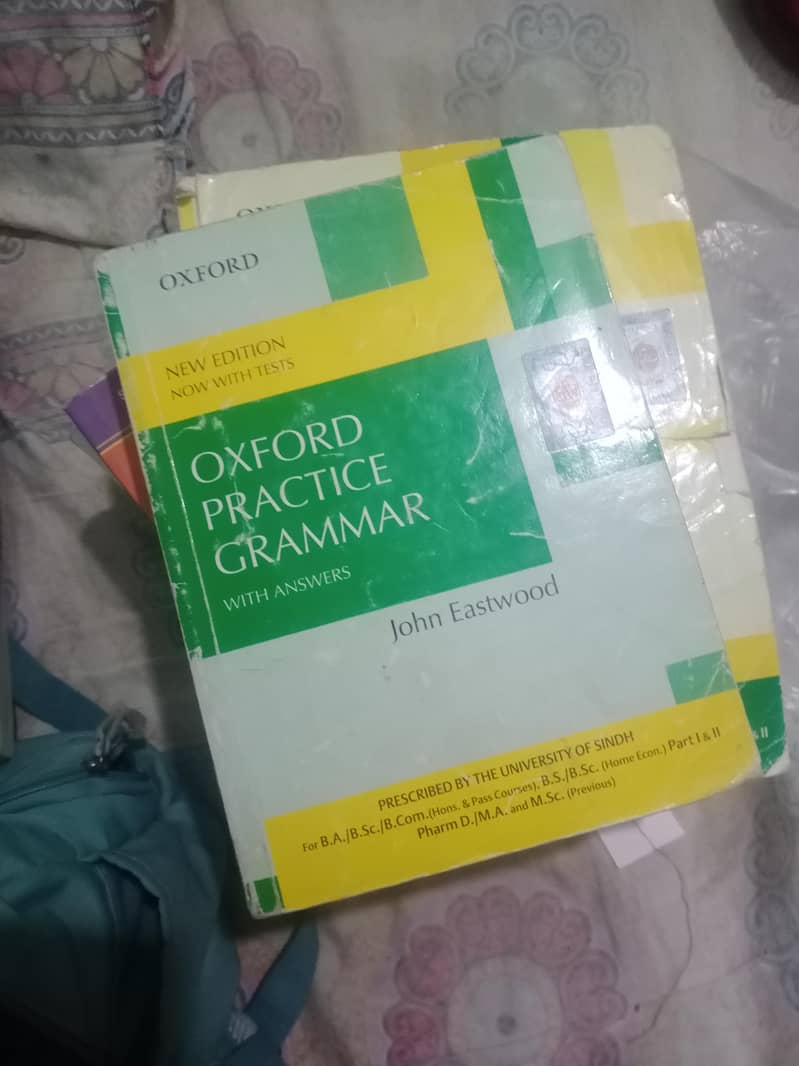 OXFORD
NEW EDITION
NOW WITH TESTS
OXFORD
PRACTICE
GRAMMAR
WITH ANSWERS
John Eastwood
PRESCRIBED BY THE UNIVERSITY OF SINDH
For B.A./B.Sc./B.Com.(Hons. & Pass Courses), B.S./B.Sc. (Home Econ.) Part I & II
Pharm D./M.A. and M.Sc. (Previous)
& II